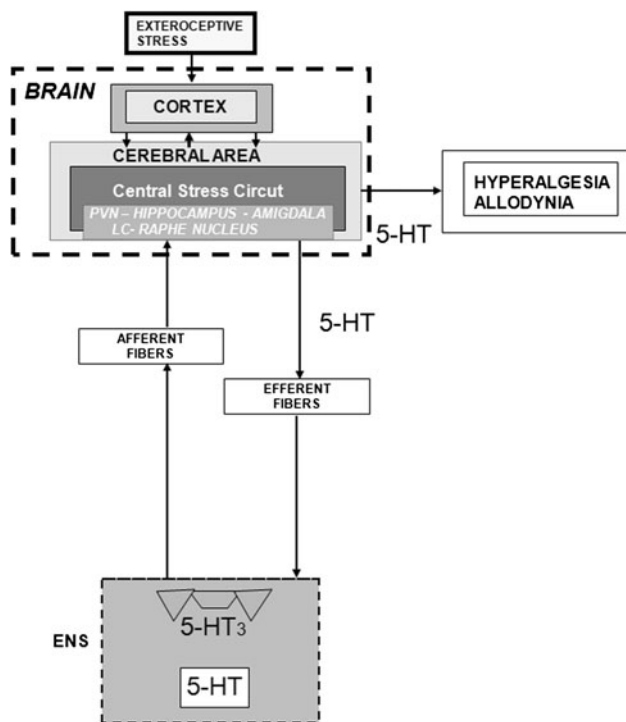 EXTEROCEPTIVE
STRESS
BRAIN
CORTEX
CEREBRAL AREA
Central Stress Circut
PVN – HIPPOCAMPUS - AMIGDALA
LC- RAPHE NUCLEUS
HYPERALGESIA
ALLODYNIA
5-HT
5-HT
AFFERENT
FIBERS
EFFERENT
FIBERS
ENS
5-HT3
5-HT